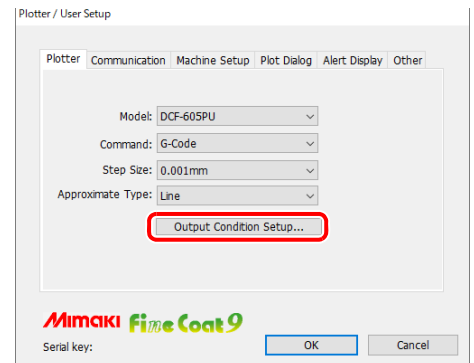 Plotter / User Setup
Plotter Communication Machine Setup Plot Dialog Alert Display Other
Model: DCF-605PU
Command: G-Code
Step Size: 0.001mm
Approximate Type: Line
Output Condition Setup...
Mimaki Fine Coat 9
Serial key:
OK Cancel